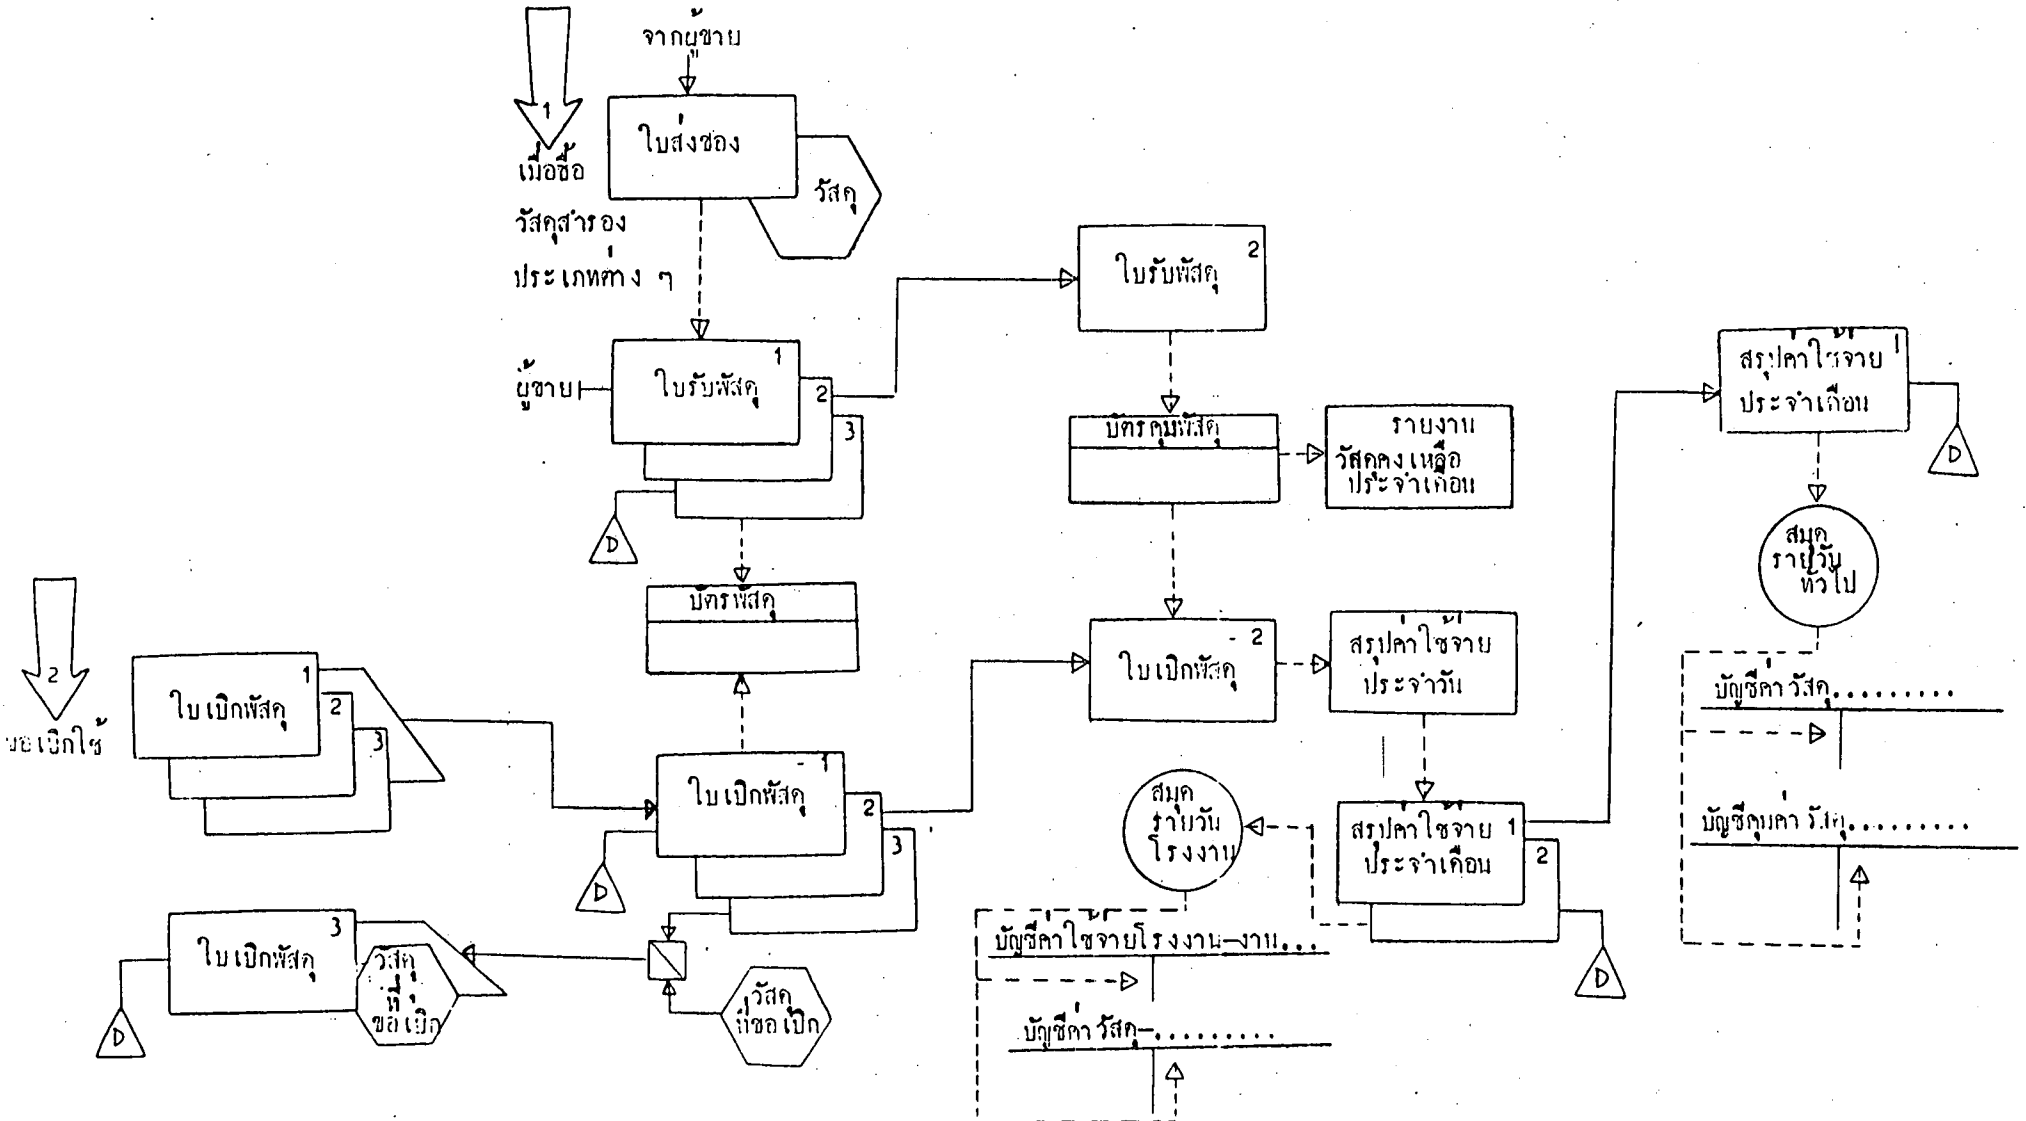 จากผู้ขาย
1
เมื่อซื้อ
วัสดุสำรอง
ประเภทต่าง ๆ
ใบส่งของ
วัสดุ
ผู้ขาย
ใบรับพัสดุ
1
2
3
D
บัตรพัสดุ
ใบรับพัสดุ
2
บัตรคุมพัสดุ
รายงาน
วัสดุคงเหลือ
ประจำเดือน
2
ขอเบิกใช้
ใบเบิกพัสดุ
1
2
3
ใบเบิกพัสดุ
1
2
3
D
ใบเบิกพัสดุ
3
D
วัสดุ
ที่
ขอเบิก
วัสดุ
ที่ขอเบิก
ใบเบิกพัสดุ
- 2
สรุปค่าใช้จ่าย
ประจำวัน
สรุปค่าใช้จ่าย
ประจำเดือน
1
2
D
สมุด
รายวัน
โรงงาน
บัญชีค่าใช้จ่ายโรงงาน-งาน...
บัญชีค่าวัสดุ-.........
สรุปค่าใช้จ่าย
ประจำเดือน
1
D
สมุด
รายวัน
ทั่วไป
บัญชีค่าวัสดุ.........
บัญชีคุมค่าวัสดุ.........